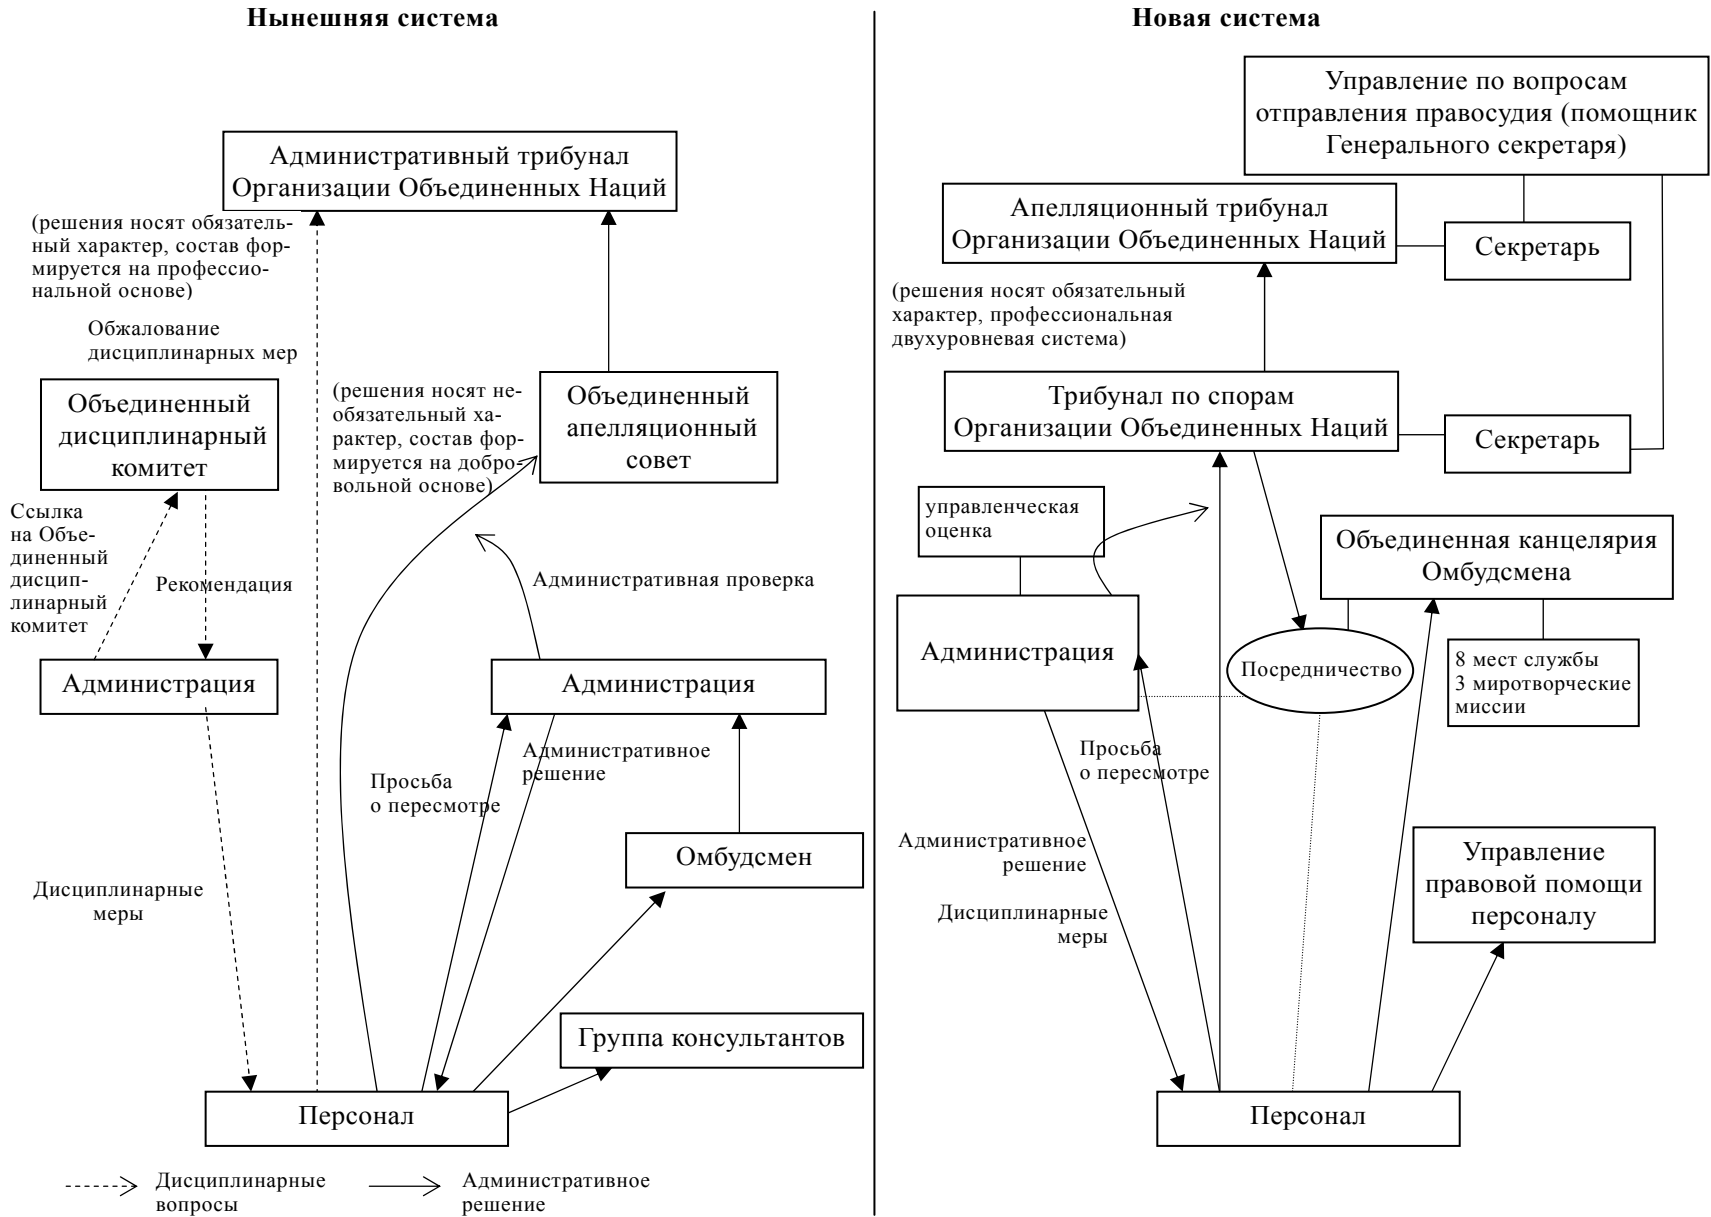 Нынешняя система
Административный трибунал
Организации Объединенных Наций
(решения носят обязатель-
ный характер, состав фор-
мируется на профессио-
нальной основе)
Обжалование
дисциплинарных мер
Объединенный
дисциплинарный
комитет
(решения носят не-
обязательный ха-
рактер, состав фор-
мируется на добро-
вольной основе)
Объединенный
апелляционный
совет
Ссылка
на Объе-
диненный
дисцип-
линарный
комитет
Рекомендация
Административная проверка
Администрация
Администрация
Просьба
о пересмотре
Административное
решение
Омбудсмен
Дисциплинарные
меры
Группа консультантов
Персонал
Дисциплинарные
вопросы
Административное
решение
Новая система
Управление по вопросам
отправления правосудия (помощник
Генерального секретаря)
Апелляционный трибунал
Организации Объединенных Наций
Секретарь
(решения носят обязательный
характер, профессиональная
двухуровневая система)
Трибунал по спорам
Организации Объединенных Наций
Секретарь
управленческая
оценка
Объединенная канцелярия
Омбудсмена
Администрация
Посредничество
8 мест службы
3 миротворческие
миссии
Просьба
о пересмотре
Административное
решение
Дисциплинарные
меры
Управление
правовой помощи
персоналу
Персонал